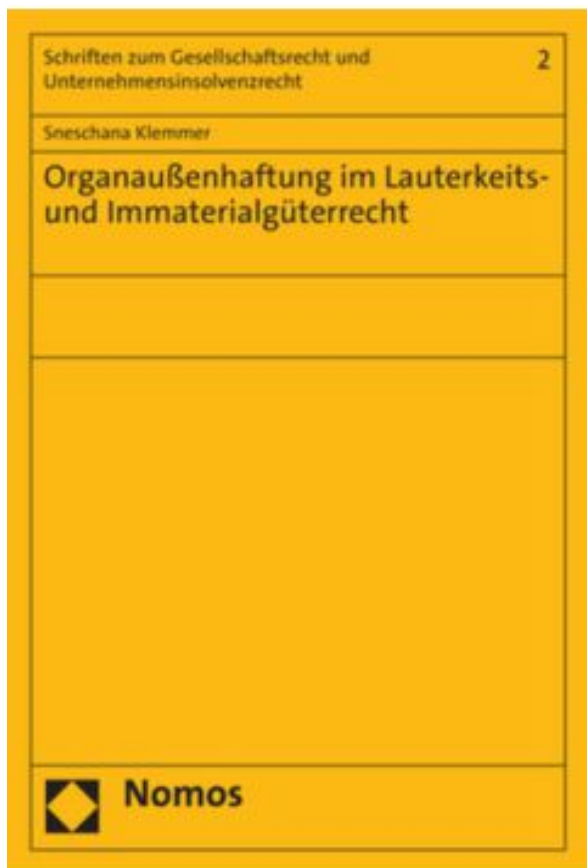 Schriften zum Gesellschaftsrecht und
Unternehmensinsolvenzrecht
2
Sneschana Klemmer
Organaußenhaftung im Lauterkeits-
und Immaterialgüterrecht
Nomos